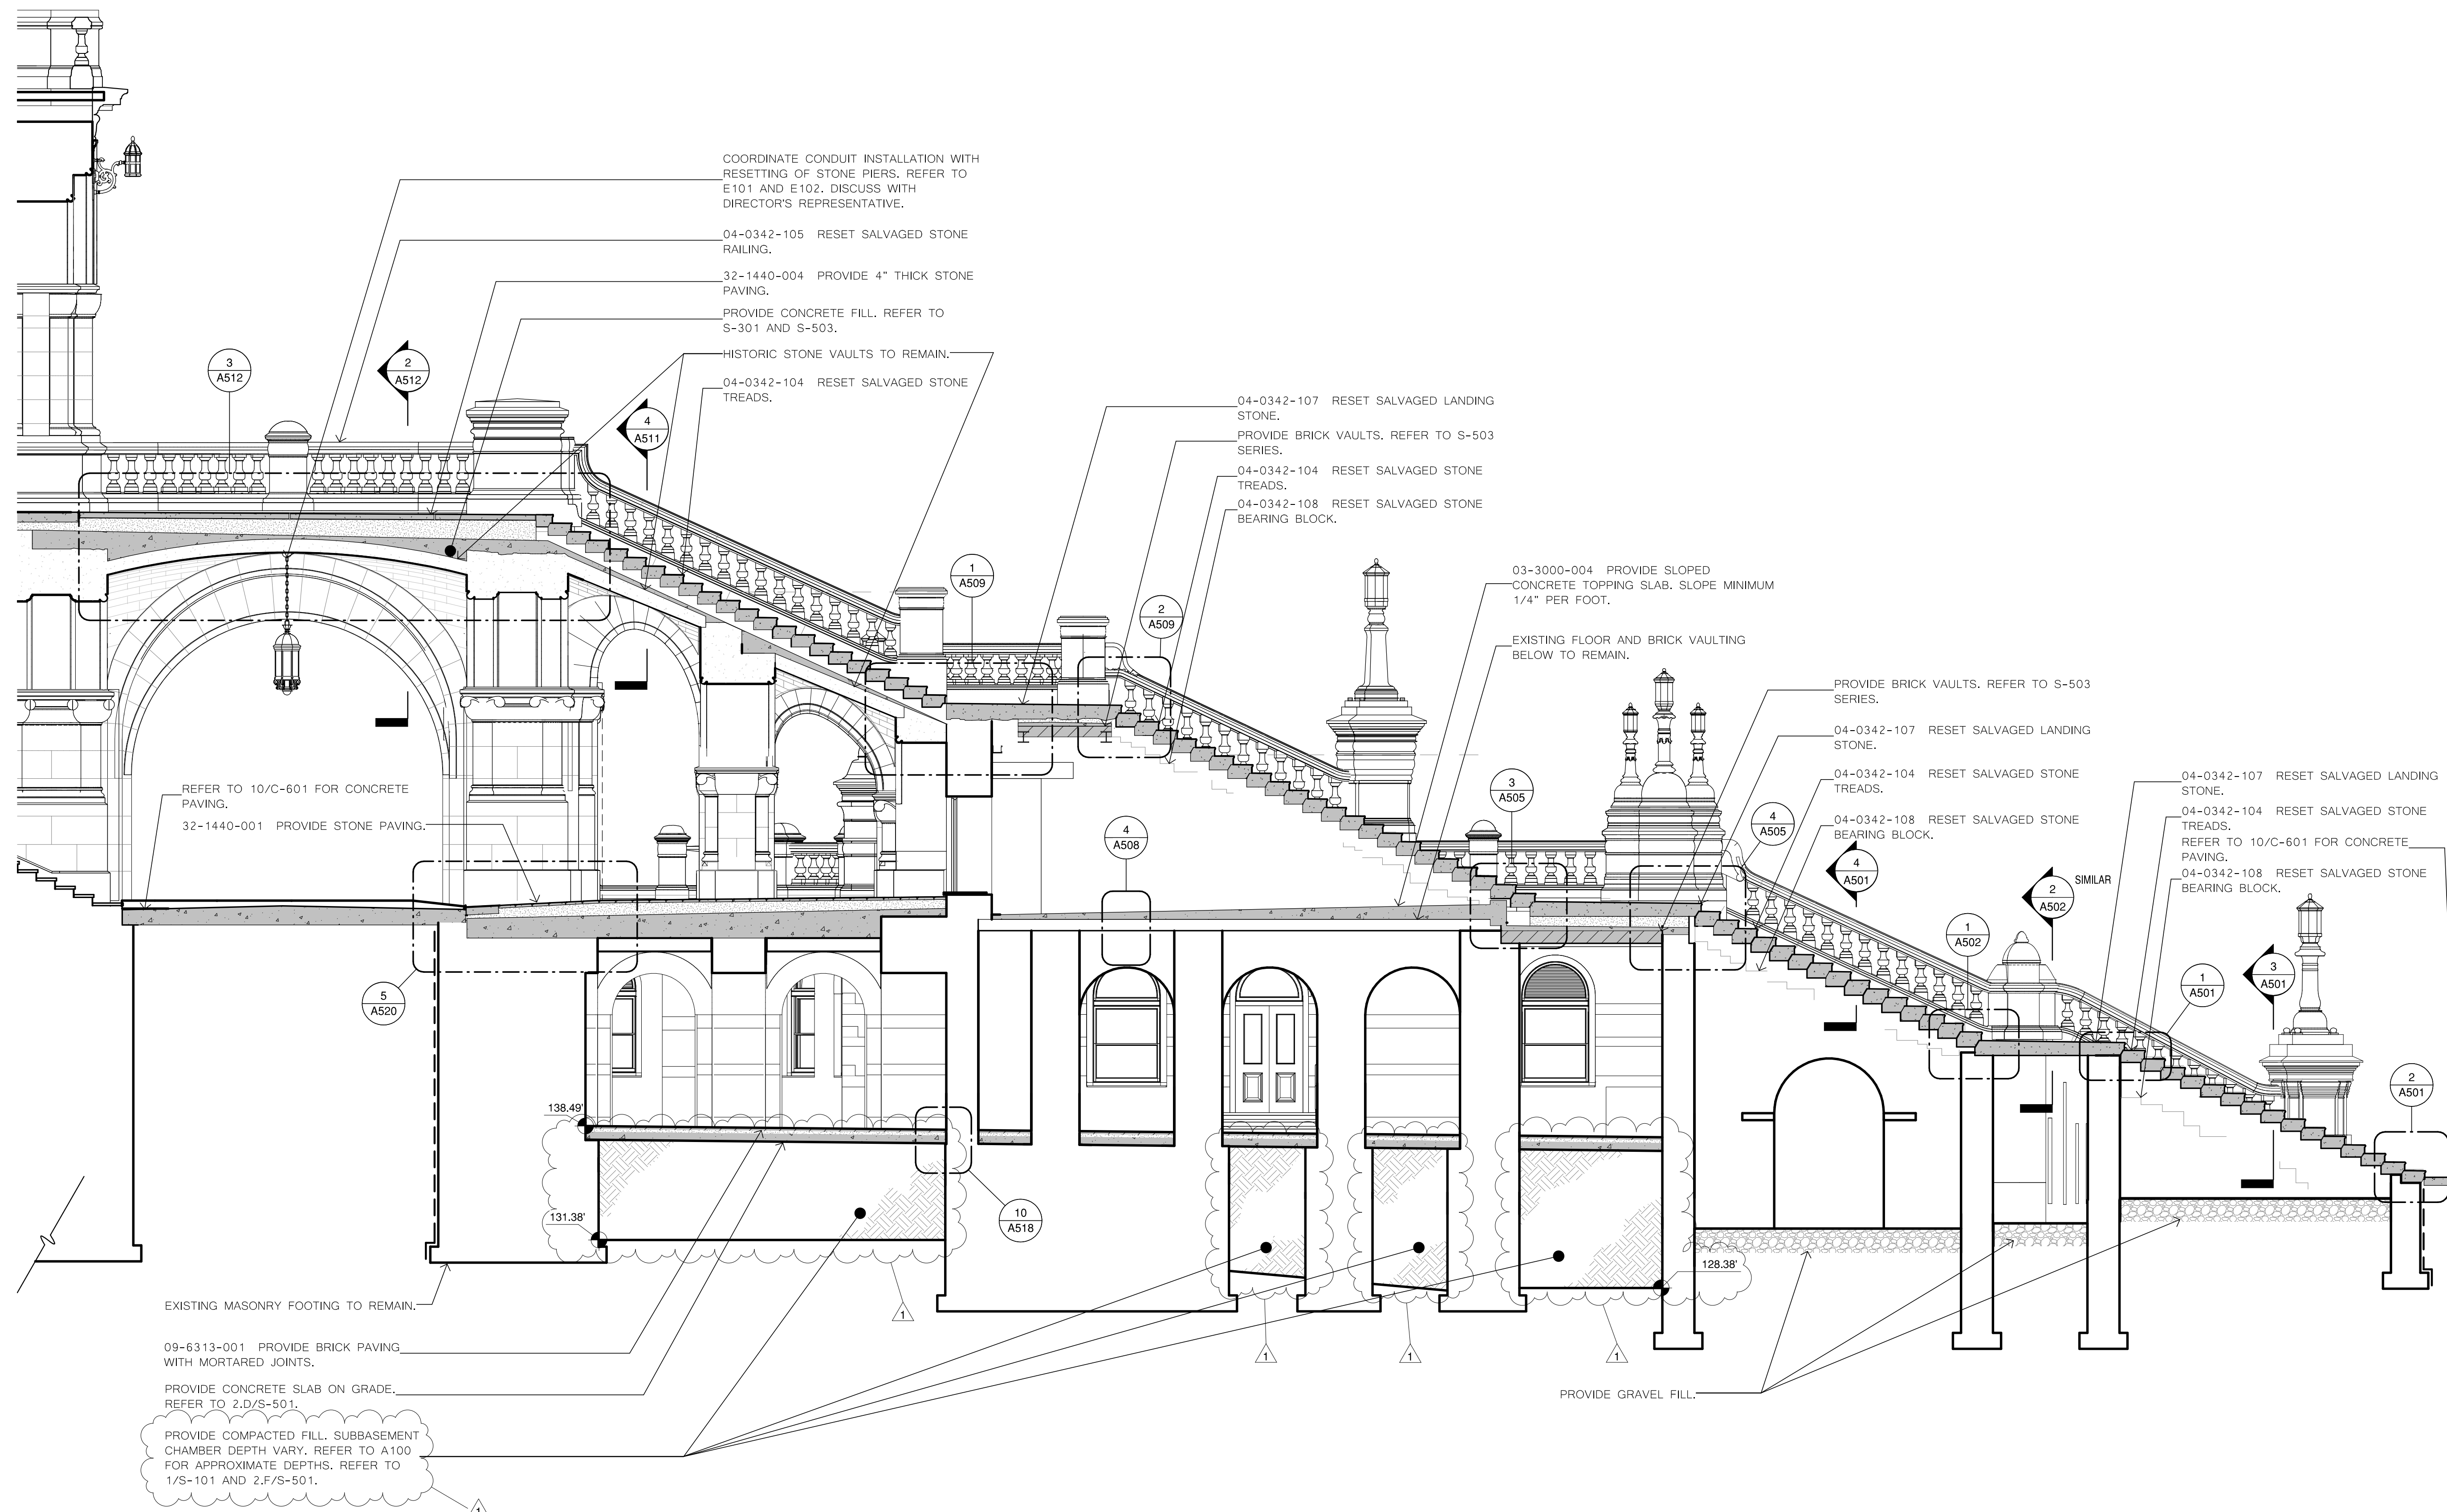 COORDINATE CONDUIT INSTALLATION WITH
RESETTING OF STONE PIERS. REFER TO
E101 AND E102. DISCUSS WITH
DIRECTOR'S REPRESENTATIVE.
04-0342-105 RESET SALVAGED STONE
RAILING.
32-1440-004 PROVIDE 4" THICK STONE
PAVING.
PROVIDE CONCRETE FILL. REFER TO
S-301 AND S-503.
HISTORIC STONE VAULTS TO REMAIN.
04-0342-104 RESET SALVAGED STONE
TREADS.
3
A512
2
A512
4
A511
04-0342-107 RESET SALVAGED LANDING
STONE.
PROVIDE BRICK VAULTS. REFER TO S-503
SERIES.
04-0342-104 RESET SALVAGED STONE
TREADS.
04-0342-108 RESET SALVAGED STONE
BEARING BLOCK.
1
A509
2
A509
03-3000-004 PROVIDE SLOPED
CONCRETE TOPPING SLAB. SLOPE MINIMUM
1/4" PER FOOT.
EXISTING FLOOR AND BRICK VAULTING
BELOW TO REMAIN.
PROVIDE BRICK VAULTS. REFER TO S-503
SERIES.
04-0342-107 RESET SALVAGED LANDING
STONE.
04-0342-104 RESET SALVAGED STONE
TREADS.
04-0342-108 RESET SALVAGED STONE
BEARING BLOCK.
04-0342-107 RESET SALVAGED LANDING
STONE.
04-0342-104 RESET SALVAGED STONE
TREADS.
REFER TO 10/C-601 FOR CONCRETE
PAVING.
04-0342-108 RESET SALVAGED STONE
BEARING BLOCK.
REFER TO 10/C-601 FOR CONCRETE
PAVING.
32-1440-001 PROVIDE STONE PAVING.
4
A508
3
A505
4
A505
4
A501
2
A502
SIMILAR
1
A502
1
A501
3
A501
2
A501
5
A520
10
A518
138.49'
131.38'
128.38'
EXISTING MASONRY FOOTING TO REMAIN.
09-6313-001 PROVIDE BRICK PAVING
WITH MORTARED JOINTS.
PROVIDE CONCRETE SLAB ON GRADE.
REFER TO 2.D/S-501.
PROVIDE COMPACTED FILL. SUBBASEMENT
CHAMBER DEPTH VARY. REFER TO A100
FOR APPROXIMATE DEPTHS. REFER TO
1/S-101 AND 2.F/S-501.
PROVIDE GRAVEL FILL.
1
1
1
1
1